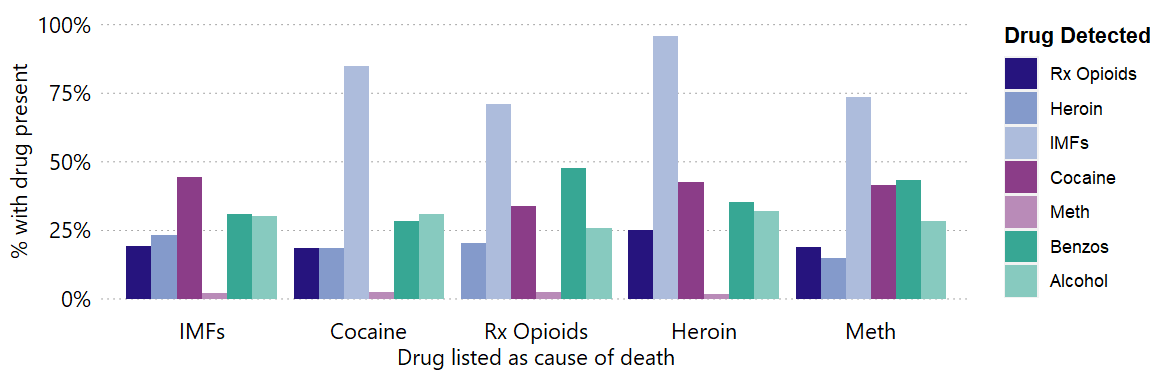 100%
75%
50%
25%
0%
% with drug present
IMFs
Cocaine
Rx Opioids
Heroin
Meth
Drug listed as cause of death
Drug Detected
Rx Opioids
Heroin
IMFs
Cocaine
Meth
Benzos
Alcohol